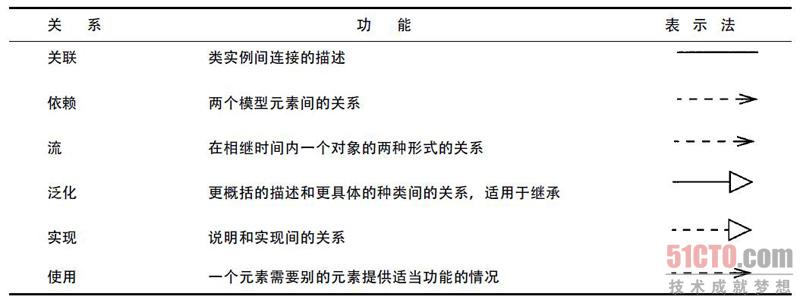 关 系 功 能 表 示 法
关联 类实例间连接的描述
依赖 两个模型元素间的关系
流 在相继时间内一个对象的两种形式的关系
泛化 更概括的描述和更具体的种类间的关系，适用于继承
实现 说明和实现间的关系
51CTO.com
使用 一个元素需要别的元素提供适当功能的情况
技术成就梦想